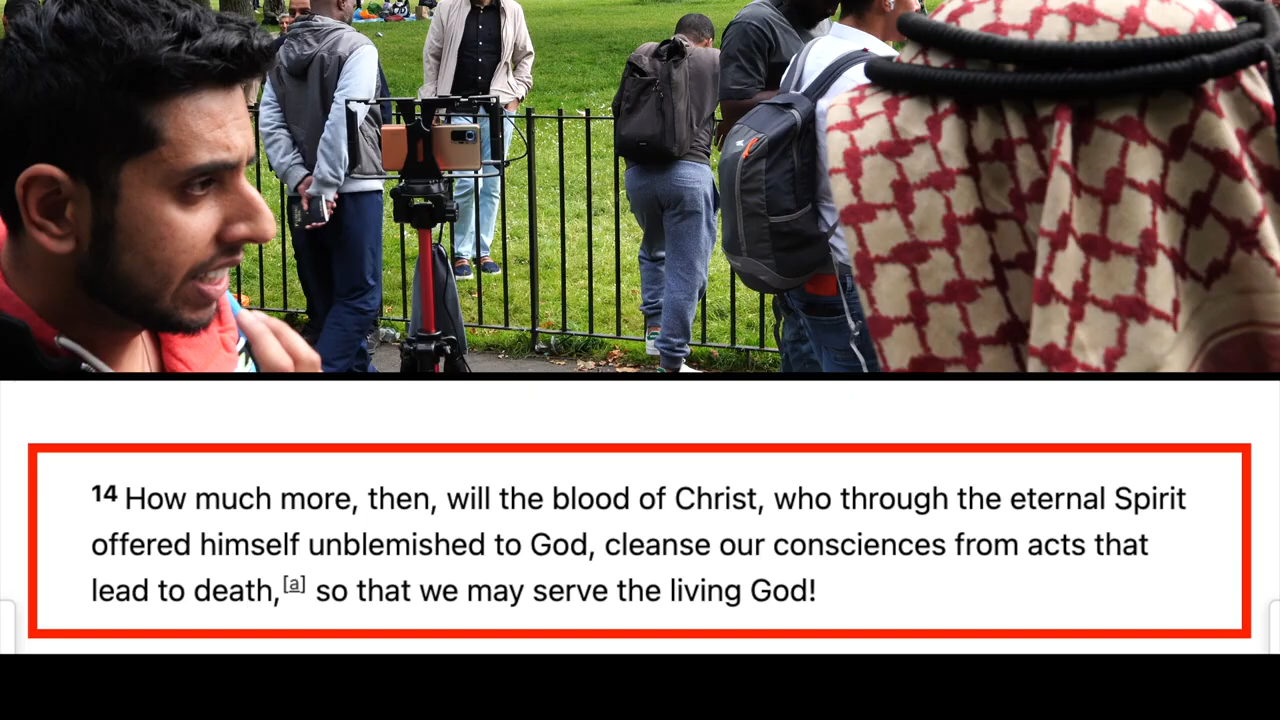 14 How much more, then, will the blood of Christ, who through the eternal Spirit
offered himself unblemished to God, cleanse our consciences from acts that
lead to death,[a] so that we may serve the living God!